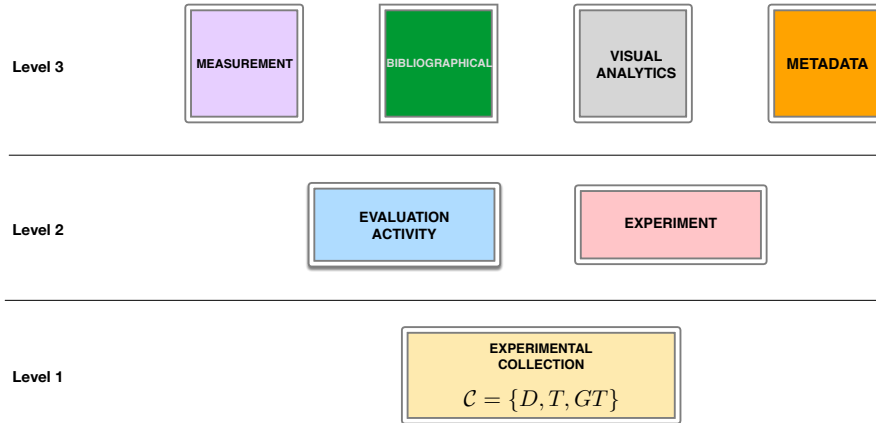 Level 3
MEASUREMENT
BIBLIOGRAPHICAL
VISUAL
ANALYTICS
METADATA
Level 2
EVALUATION
ACTIVITY
EXPERIMENT
Level 1
EXPERIMENTAL
COLLECTION
𝒞 = {D, T, GT}